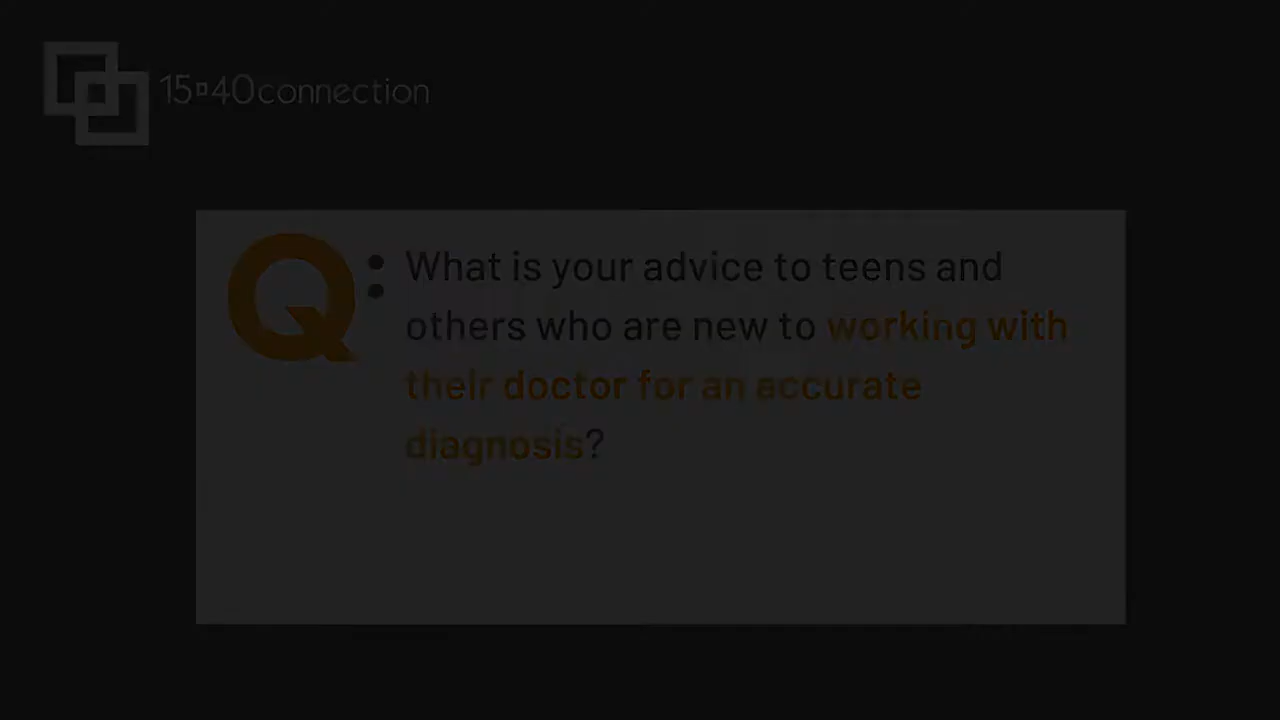 15-40connection
Q: What is your advice to teens and
others who are new to working with
their doctor for an accurate
diagnosis?